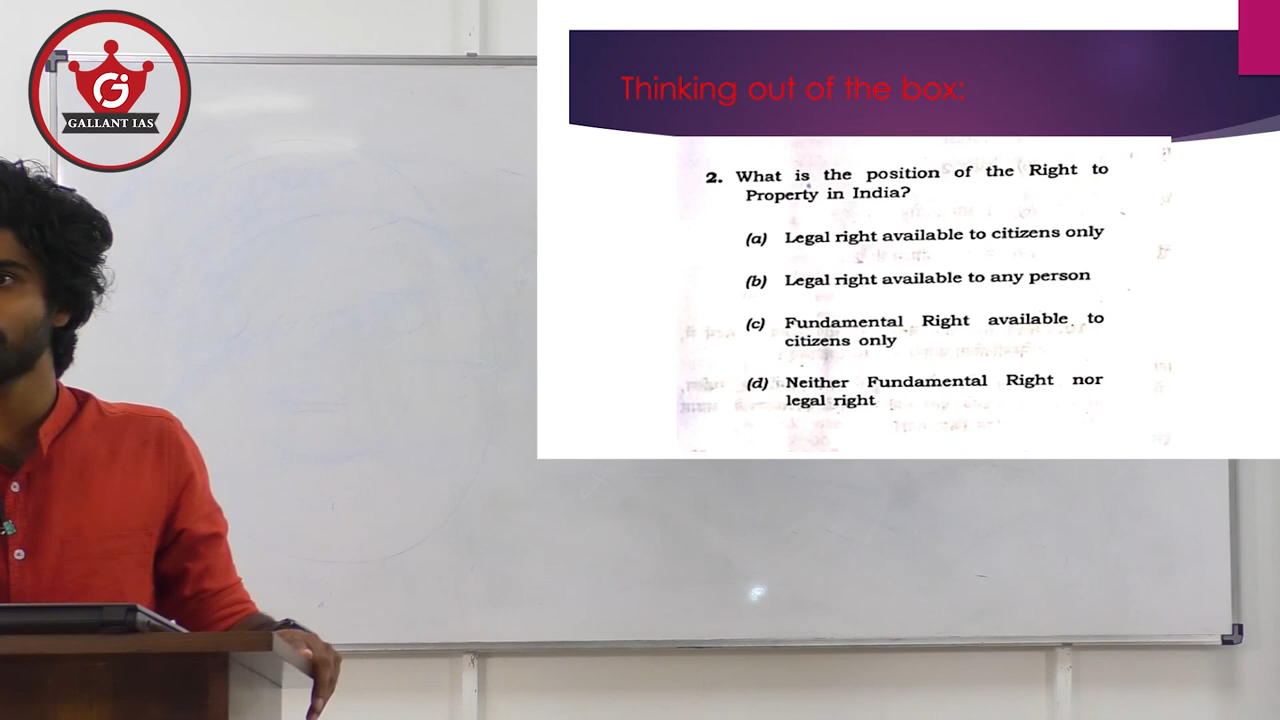 GALLANT IAS
Thinking out of the box:
2. What is the position of the Right to
Property in India?
(a) Legal right available to citizens only
(b) Legal right available to any person
(c) Fundamental Right available to
citizens only
(d) Neither Fundamental Right nor
legal right